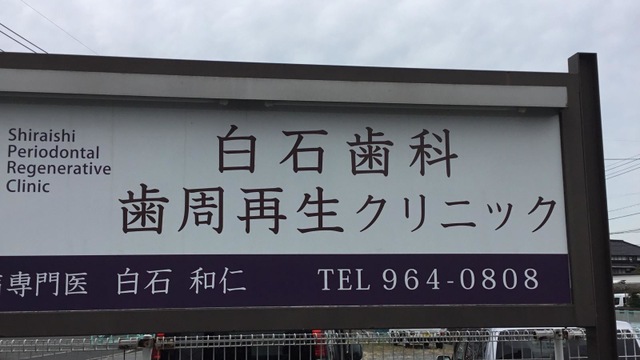 Shiraishi
Periodontal
Regenerative
Clinic
白石歯科
歯周再生クリニック
専門医 白石 和仁
TEL 964-0808